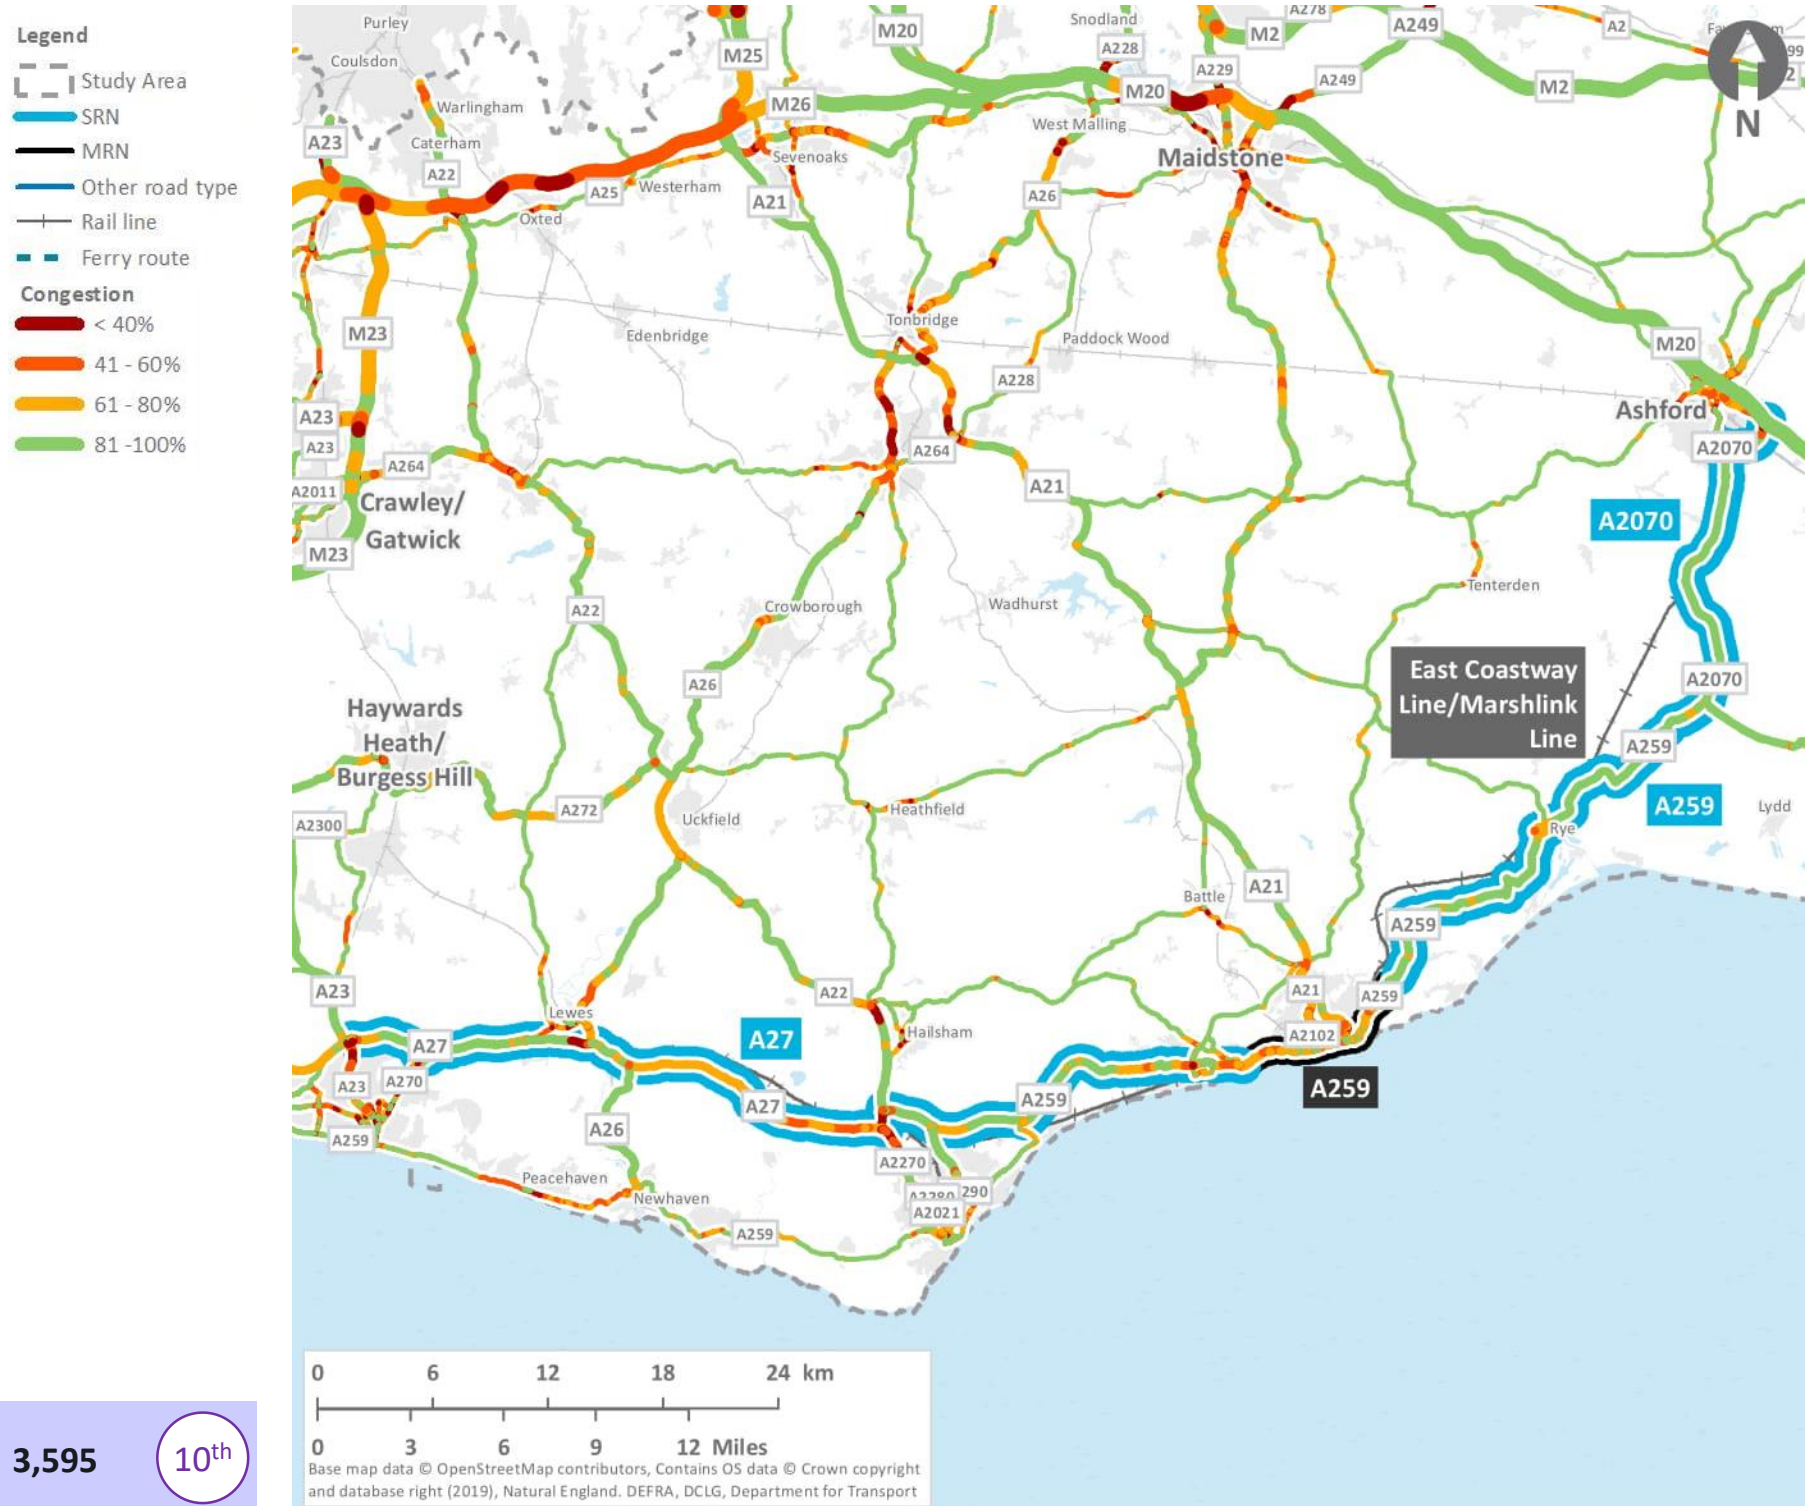 Legend
Study Area
SRN
MRN
Other road type
Rail line
Ferry route
Congestion
< 40%
41 - 60%
61 - 80%
81 -100%
3,595
10th
Purley
Coulsdon
Warlingham
Caterham
A23
A22
M25
M26
M20
Snodland
A228
M20
A229
M2
A278
A249
A249
A2
M2
N
West Malling
Maidstone
Sevenoaks
Westerham
A25
Oxted
A21
A26
M23
Edenbridge
Tonbridge
Paddock Wood
A228
M20
Ashford
A2070
A23
A23
A264
A2011
Crawley/
Gatwick
M23
A264
A21
A2070
Tenterden
A22
Crowborough
Wadhurst
A26
East Coastway
Line/Marshlink
Line
A2070
A259
A259
Lydd
Haywards
Heath/
Burgess Hill
A2300
A272
Uckfield
Heathfield
Rye
Battle
A21
A259
A23
A22
A21
A259
Lewes
A27
A27
Hailsham
A2102
A23
A270
A27
A259
A259
A259
A26
A2270
A2280
290
A2021
Peacehaven
Newhaven
A259
0 6 12 18 24 km
0 3 6 9 12 Miles
Base map data © OpenStreetMap contributors, Contains OS data © Crown copyright
and database right (2019), Natural England. DEFRA, DCLG, Department for Transport